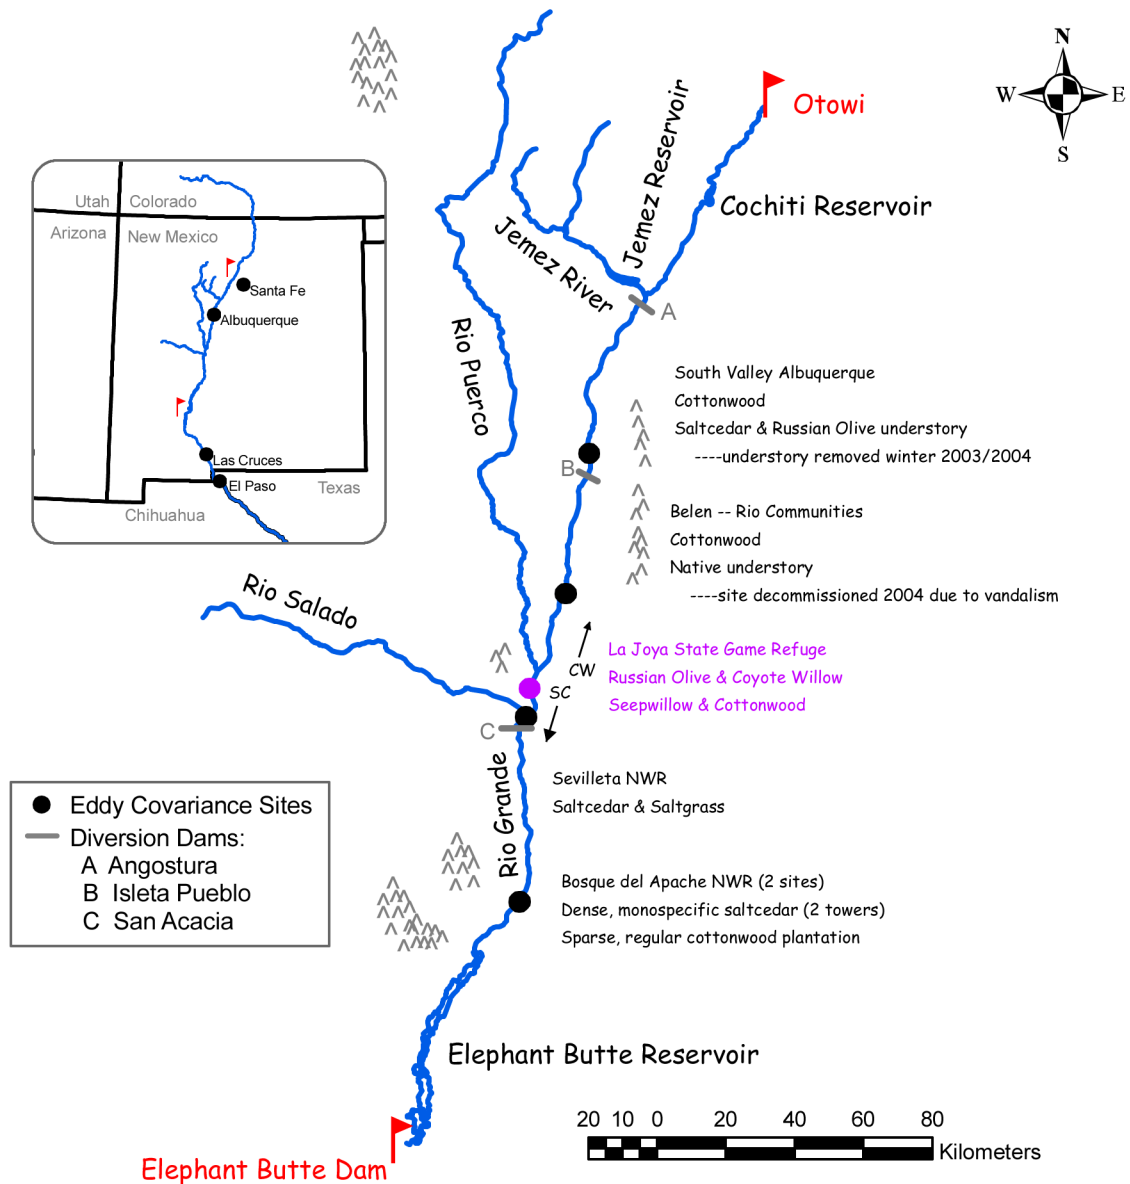 N
W
E
S
Otowi
Cochiti Reservoir
Jemez Reservoir
Jemez River
A
Rio Puerco
Utah
Colorado
Arizona
New Mexico
Santa Fe
Albuquerque
Las Cruces
El Paso
Texas
Chihuahua
South Valley Albuquerque
Cottonwood
Saltcedar & Russian Olive understory
----understory removed winter 2003/2004
B
Belen -- Rio Communities
Cottonwood
Native understory
----site decommissioned 2004 due to vandalism
Rio Salado
CW
SC
La Joya State Game Refuge
Russian Olive & Coyote Willow
Seepwillow & Cottonwood
C
Rio Grande
Sevilleta NWR
Saltcedar & Saltgrass
Eddy Covariance Sites
Diversion Dams:
A Angostura
B Isleta Pueblo
C San Acacia
Bosque del Apache NWR (2 sites)
Dense, monospecific saltcedar (2 towers)
Sparse, regular cottonwood plantation
Elephant Butte Reservoir
Elephant Butte Dam
20 10 0 20 40 60 80
Kilometers